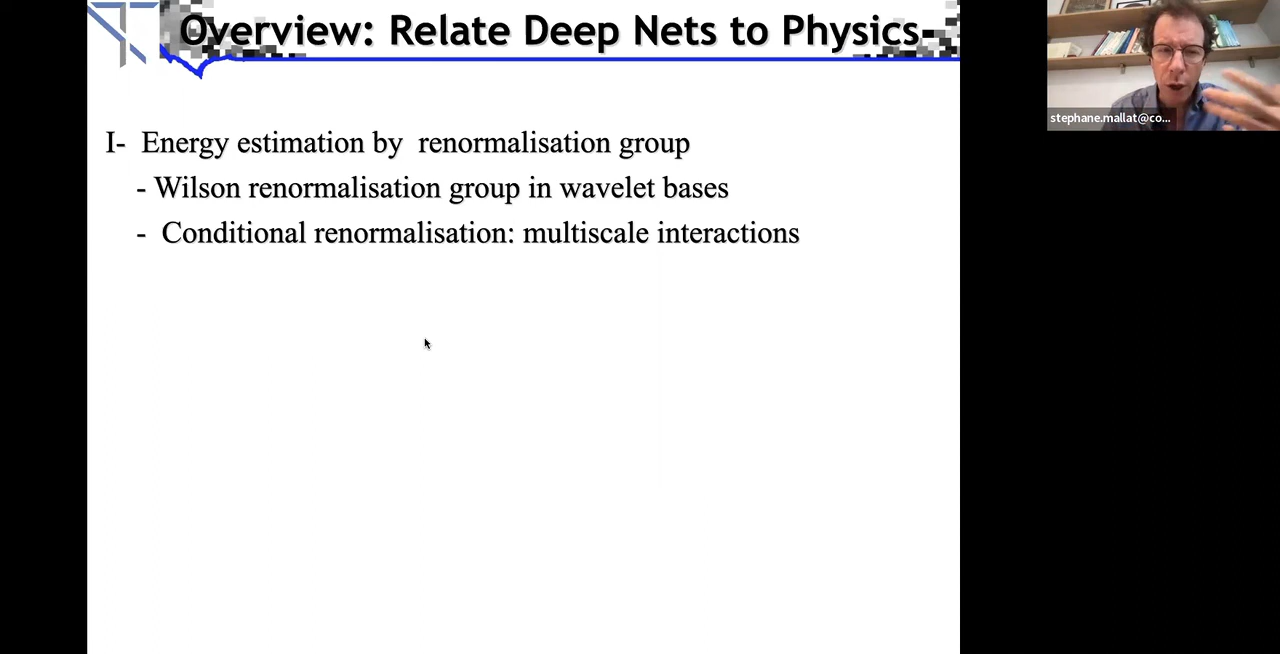 Overview: Relate Deep Nets to Physics-
I- Energy estimation by renormalisation group
- Wilson renormalisation group in wavelet bases
- Conditional renormalisation: multiscale interactions
stephane.mallat@co...